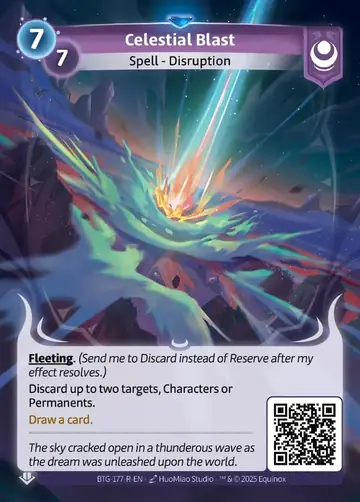 7
7
Celestial Blast
Spell - Disruption
Fleeting. (Send me to Discard instead of Reserve after my
effect resolves.)
Discard up to two targets, Characters or
Permanents.
Draw a card.
The sky cracked open in a thunderous wave as
the dream was unleashed upon the world.
BTG-177-R-EN - HuoMiao Studio - ™ & © 2025 Equinox